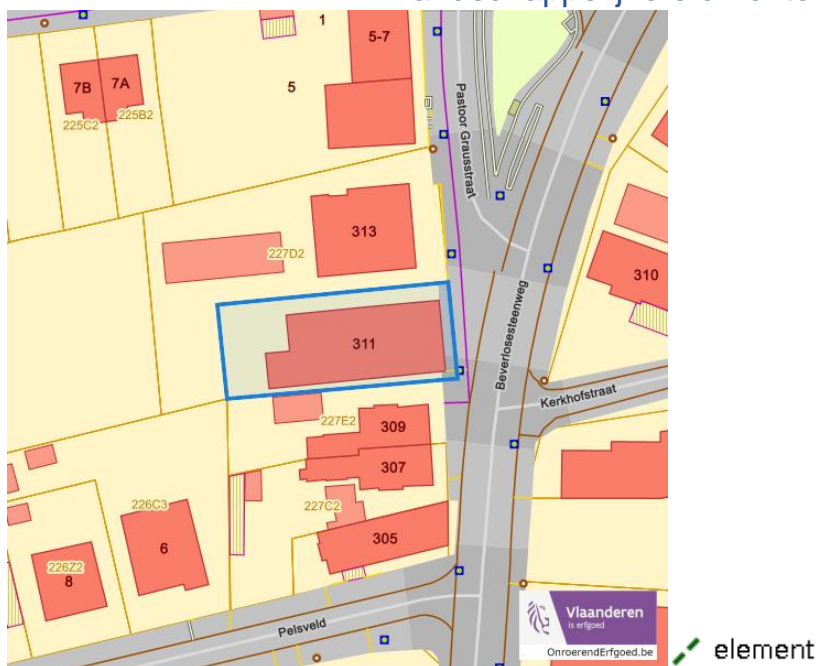 1
5-7
7B
7A
5
225C2
225B2
Pastoor Grausstraat
313
227D2
310
311
Beverlosesteenweg
Kerkhofstraat
227E2
309
307
226C3
227C2
305
6
226Z2
8
Pelsveld
Vlaanderen
is erfgoed
OnroerendErfgoed.be
element